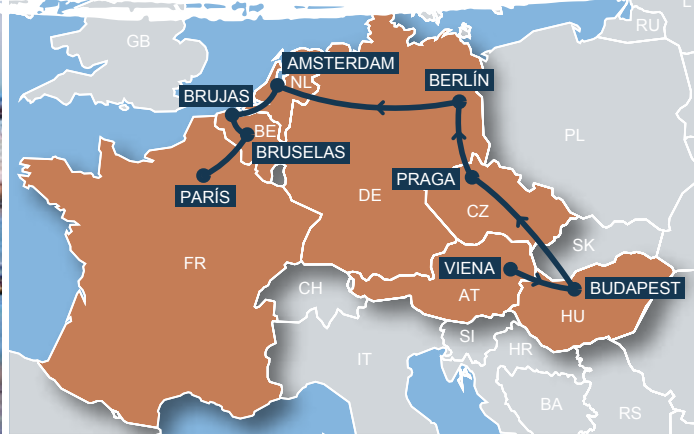 GB
RU
AMSTERDAM
NL
BERLÍN
BRUJAS
BE
BRUSELAS
PL
PARÍS
PRAGA
DE
CZ
FR
SK
VIENA
CH
AT
BUDAPEST
HU
SI
HR
IT
BA
RS